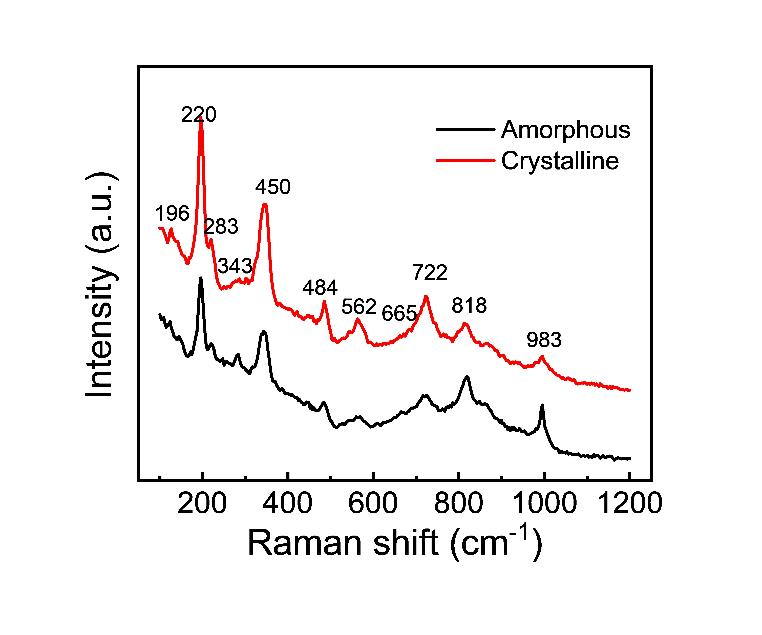 220
Amorphous
Crystalline
450
196
283
343
722
484
562
665
818
983
Intensity (a.u.)
200 400 600 800 1000 1200
Raman shift (cm⁻¹)